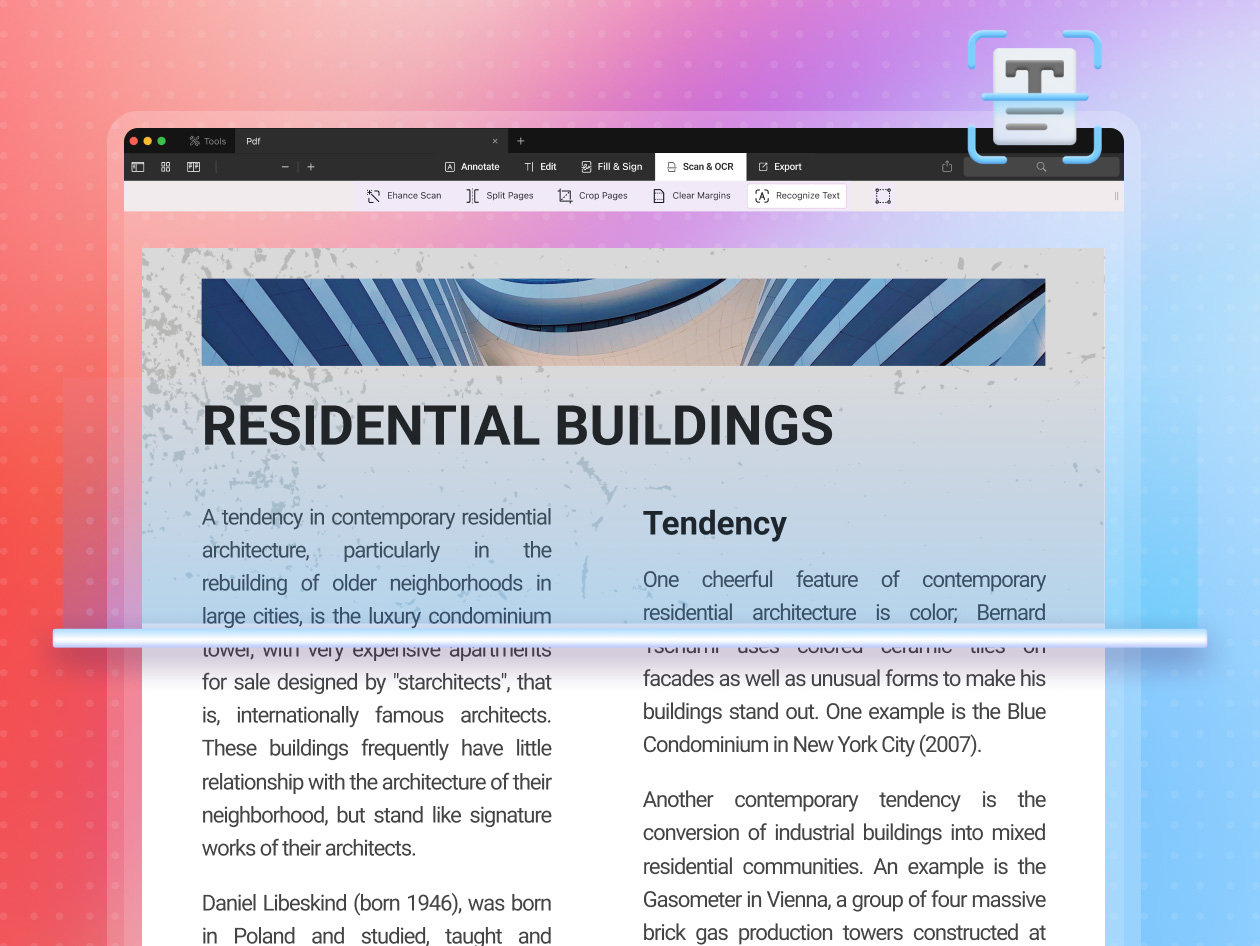 T
Tools
Pdf
Annotate
Edit
Fill & Sign
Scan & OCR
Export
Ehance Scan
Split Pages
Crop Pages
Clear Margins
Recognize Text
RESIDENTIAL BUILDINGS
A tendency in contemporary residential
architecture, particularly in the
rebuilding of older neighborhoods in
large cities, is the luxury condominium
tower, with very expensive apartments
for sale designed by "starchitects", that
is, internationally famous architects.
These buildings frequently have little
relationship with the architecture of their
neighborhood, but stand like signature
works of their architects.
Daniel Libeskind (born 1946), was born
in Poland and studied, taught and
Tendency
One cheerful feature of contemporary
residential architecture is color; Bernard
Tschumi uses colored ceramic tiles on
facades as well as unusual forms to make his
buildings stand out. One example is the Blue
Condominium in New York City (2007).
Another contemporary tendency is the
conversion of industrial buildings into mixed
residential communities. An example is the
Gasometer in Vienna, a group of four massive
brick gas production towers constructed at